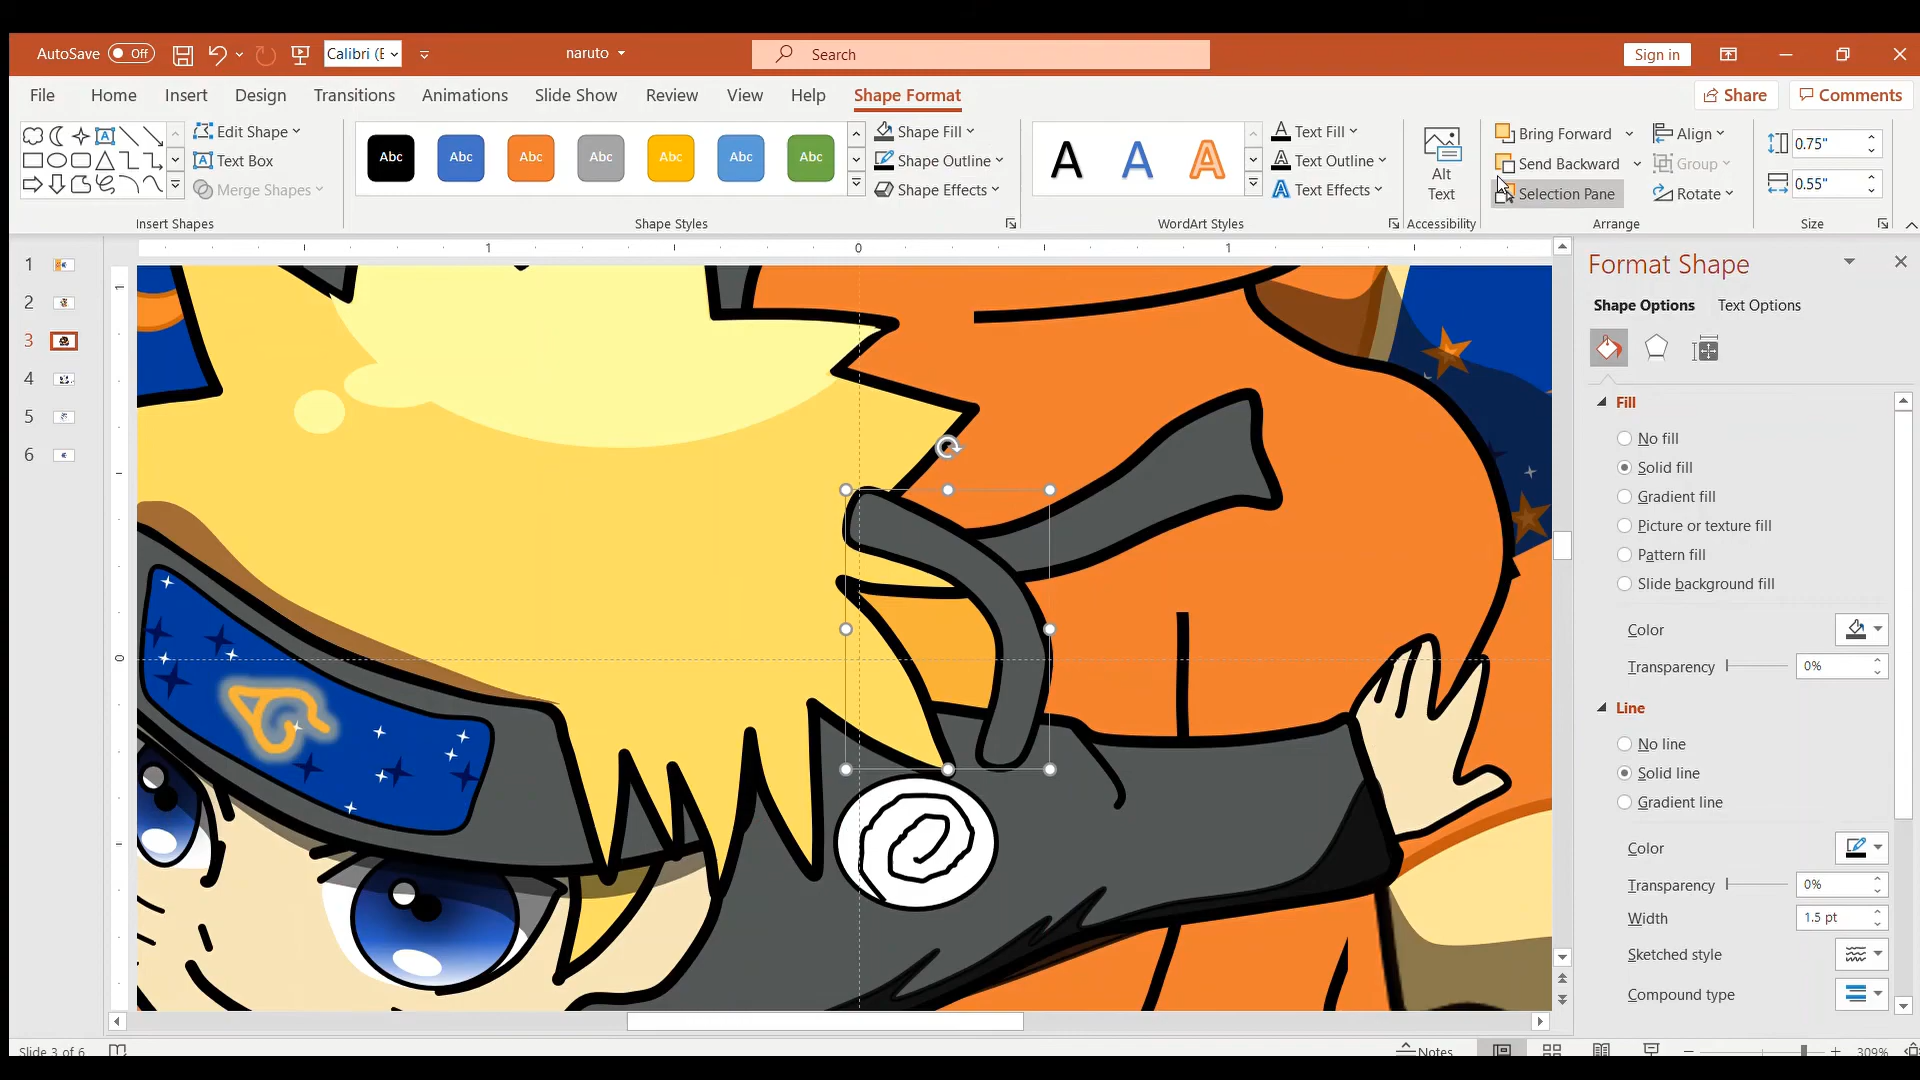 AutoSave Off Calibri (E naruto Search Sign in
File Home Insert Design Transitions Animations Slide Show Review View Help Shape Format Share Comments
Edit Shape
Text Box
Merge Shapes
Insert Shapes
Abc Abc Abc Abc Abc Abc Abc
Shape Fill
Shape Outline
Shape Effects
Shape Styles
A A A
Text Fill
Text Outline
Text Effects
WordArt Styles
Alt
Text
Accessibility
Bring Forward
Send Backward
Selection Pane
Align
Group
Rotate
Arrange
0.75"
0.55"
Size
1 0 1
1
0
1
2
3
4
5
6
Format Shape
Shape Options Text Options
Fill
No fill
Solid fill
Gradient fill
Picture or texture fill
Pattern fill
Slide background fill
Color
Transparency 0%
Line
No line
Solid line
Gradient line
Color
Transparency 0%
Width 1.5 pt
Sketched style
Compound type
Slide 3 of 6 Notes 309%